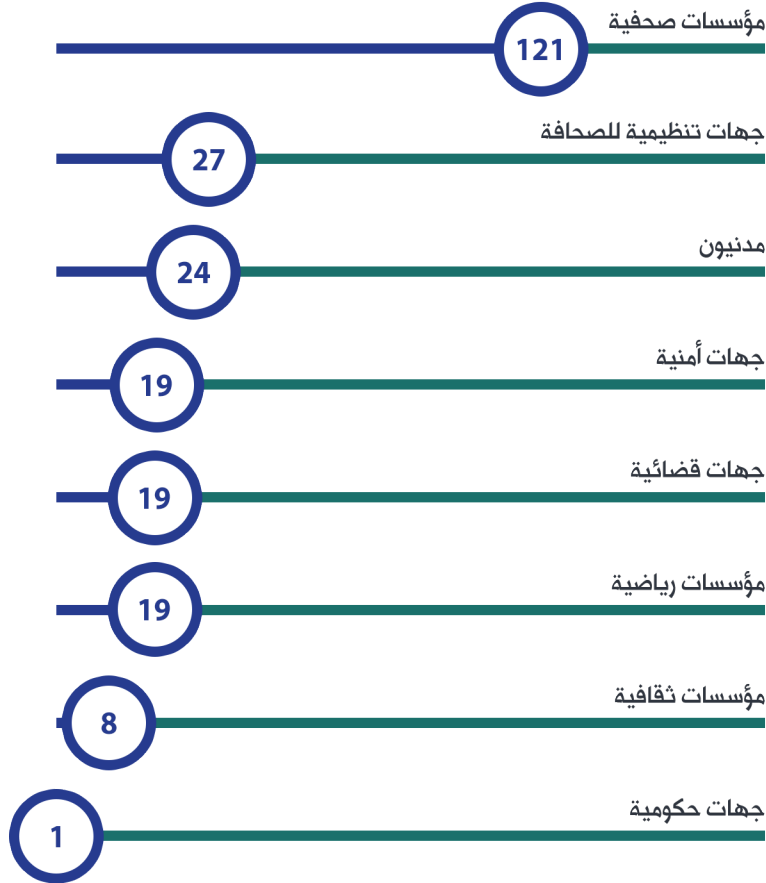 مؤسسات صحفية
121
جهات تنظيمية للصحافة
27
مدنيون
24
جهات أمنية
19
جهات قضائية
19
مؤسسات رياضية
19
مؤسسات ثقافية
8
جهات حكومية
1